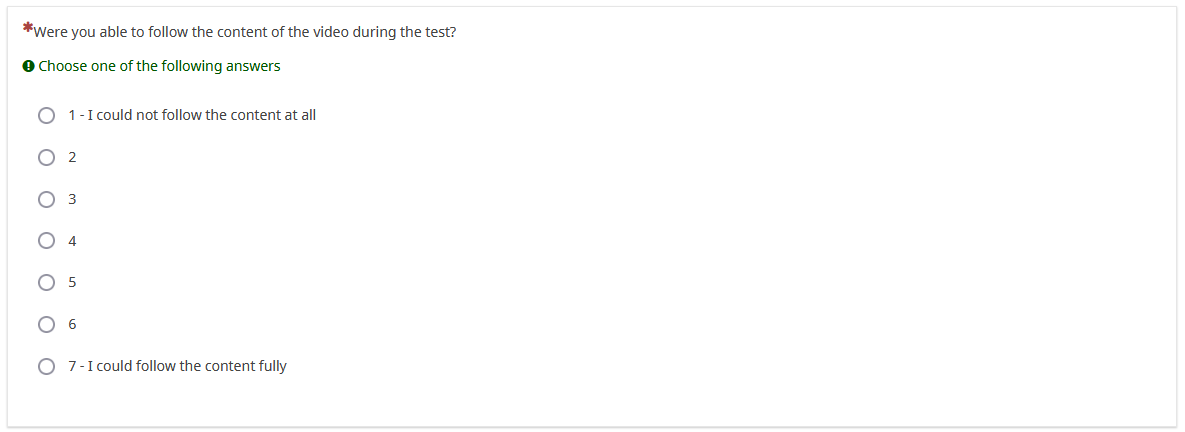 *Were you able to follow the content of the video during the test?
Choose one of the following answers
1 - I could not follow the content at all
2
3
4
5
6
7 - I could follow the content fully